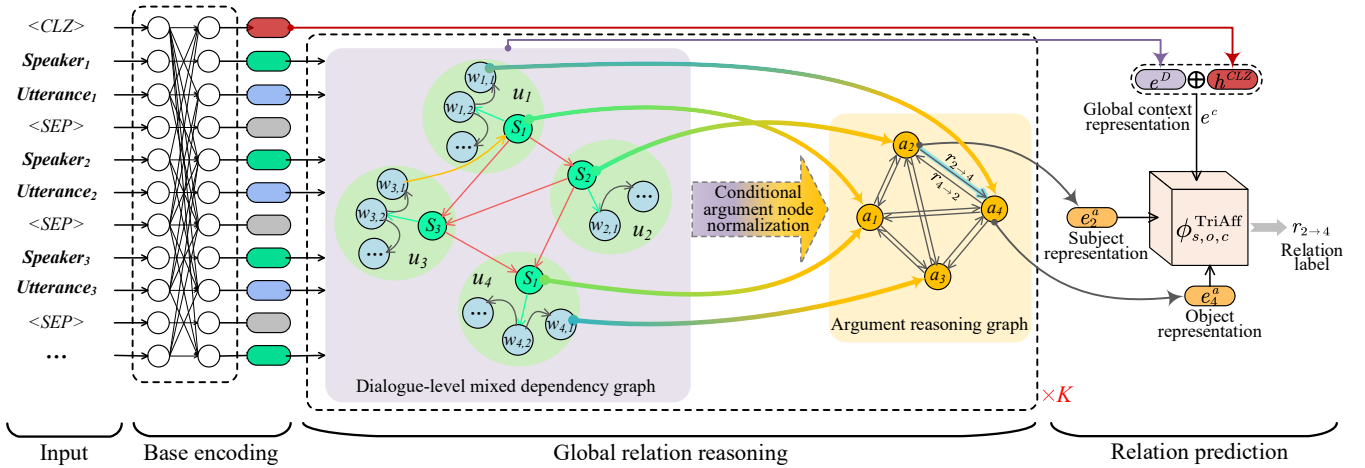 <CLZ>
Speaker₁
Utterance₁
<SEP>
Speaker₂
Utterance₂
<SEP>
Speaker₃
Utterance₃
<SEP>
...
w₁,₁
w₁,₂
...
u₁
S₁
S₂
...
w₂,₁
u₂
w₃,₁
w₃,₂
...
S₃
u₃
S₁
u₄
...
w₄,₂
w₄,₁
Dialogue-level mixed dependency graph
Conditional
argument node
normalization
a₂
r₂→₄
r₄→₂
a₁
a₄
a₃
Argument reasoning graph
×K
e^D ⊕ h^CLZ
Global context
representation
e^c
e₂^a
Subject
representation
ϕ_{s,o,c}^{TriAff}
r₂→₄
Relation
label
e₄^a
Object
representation
Input
Base encoding
Global relation reasoning
Relation prediction